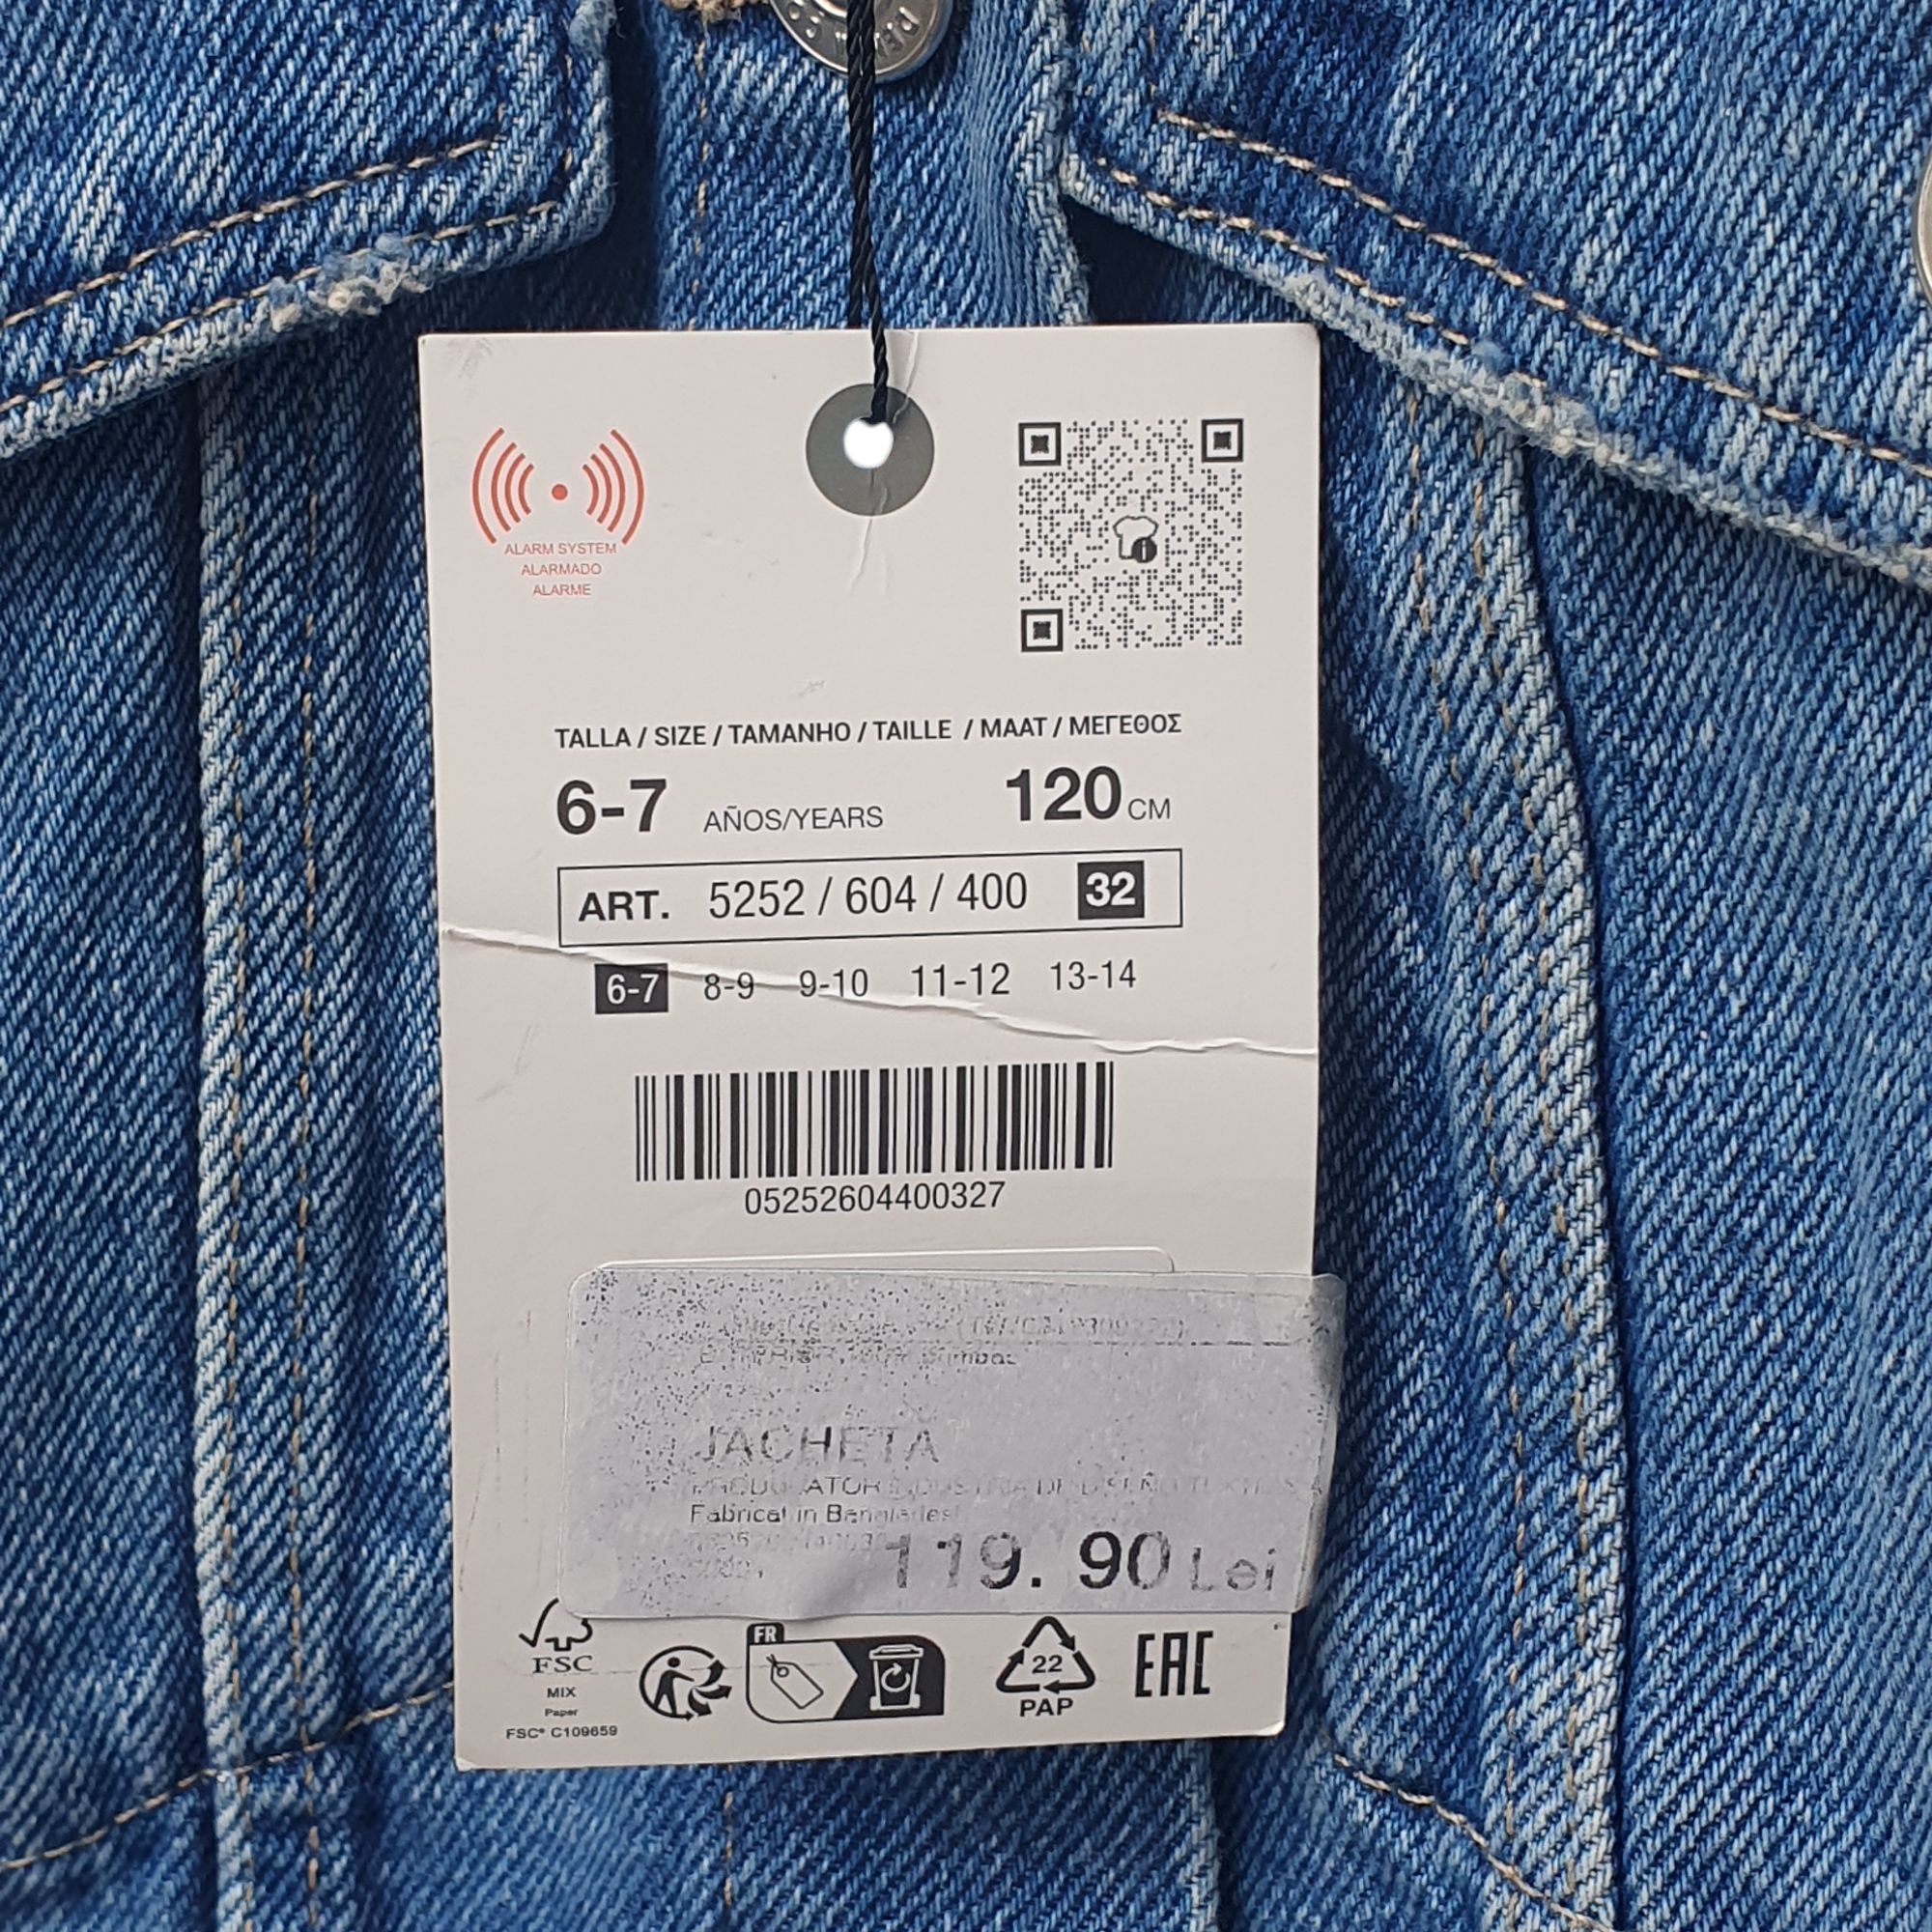 ALARM SYSTEM
ALARMADO
ALARME
TALLA / SIZE / TAMANHO / TAILLE / MAAT / ΜΕΓΕΘΟΣ
6-7 AÑOS/YEARS 120 CM
ART. 5252 / 604 / 400 32
6-7 8-9 9-10 11-12 13-14
05252604400327
JACHETĂ
Fabricat in
119.90 Lei
FSC
MIX
Paper
FSC® C109659
FR
22
PAP
EAC